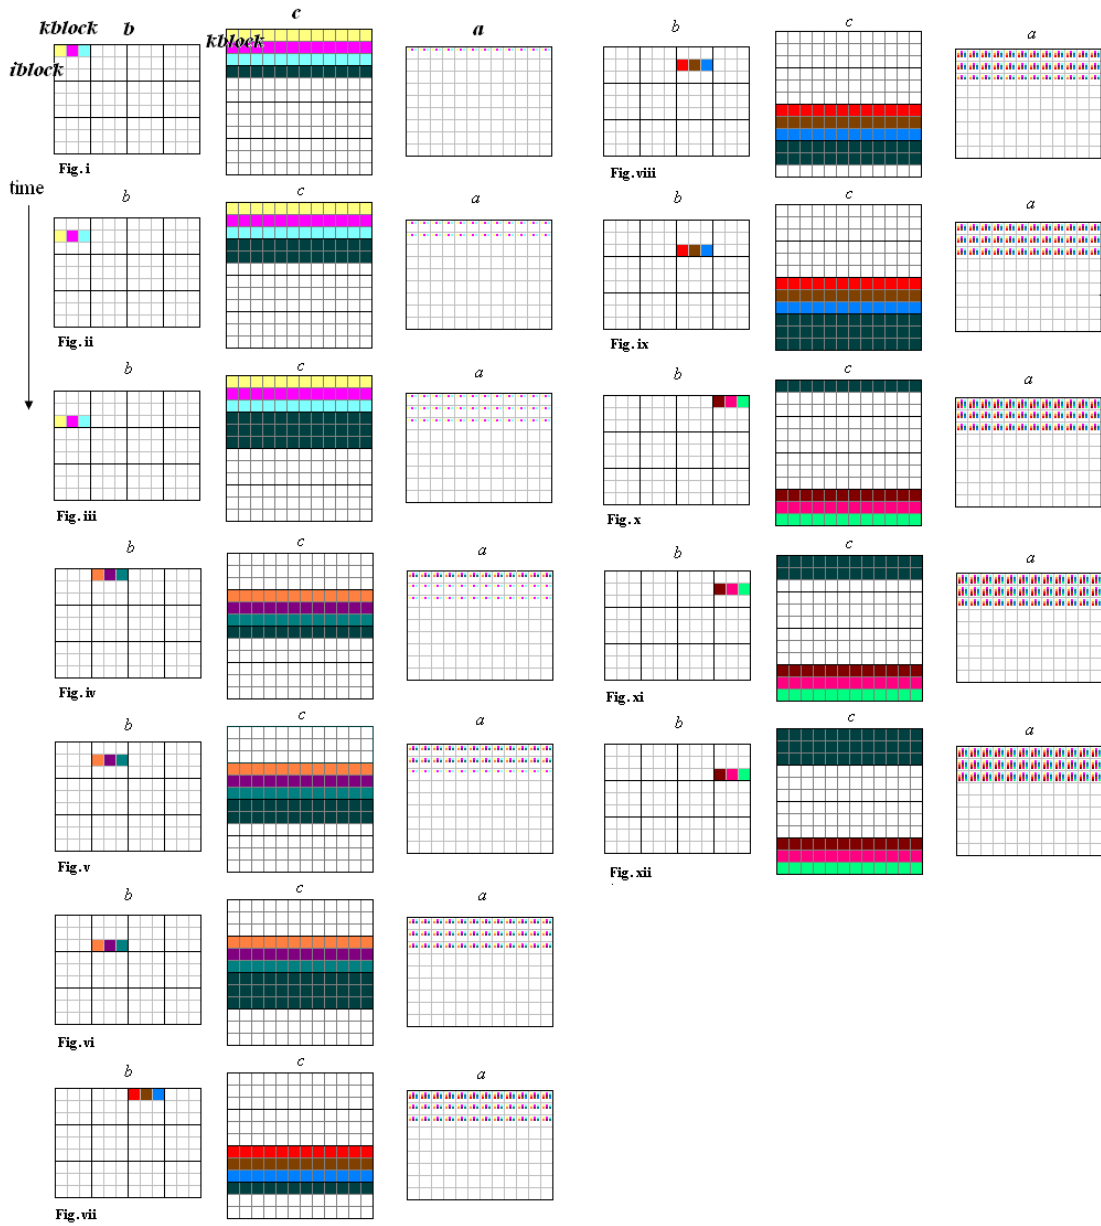 kblock b c a
iblock kblock
Fig.i
time
b c a
Fig.ii
b c a
Fig.iii
b c a
Fig.iv
b c a
Fig.v
b c a
Fig.vi
b c a
Fig.vii
b c a
Fig.viii
b c a
Fig.ix
b c a
Fig.x
b c a
Fig.xi
b c a
Fig.xii